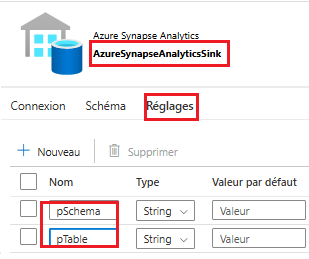 Azure Synapse Analytics
AzureSynapseAnalyticsSink
Connexion Schéma Réglages
+ Nouveau Supprimer
Nom Type Valeur par défaut
pSchema String Valeur
pTable String Valeur